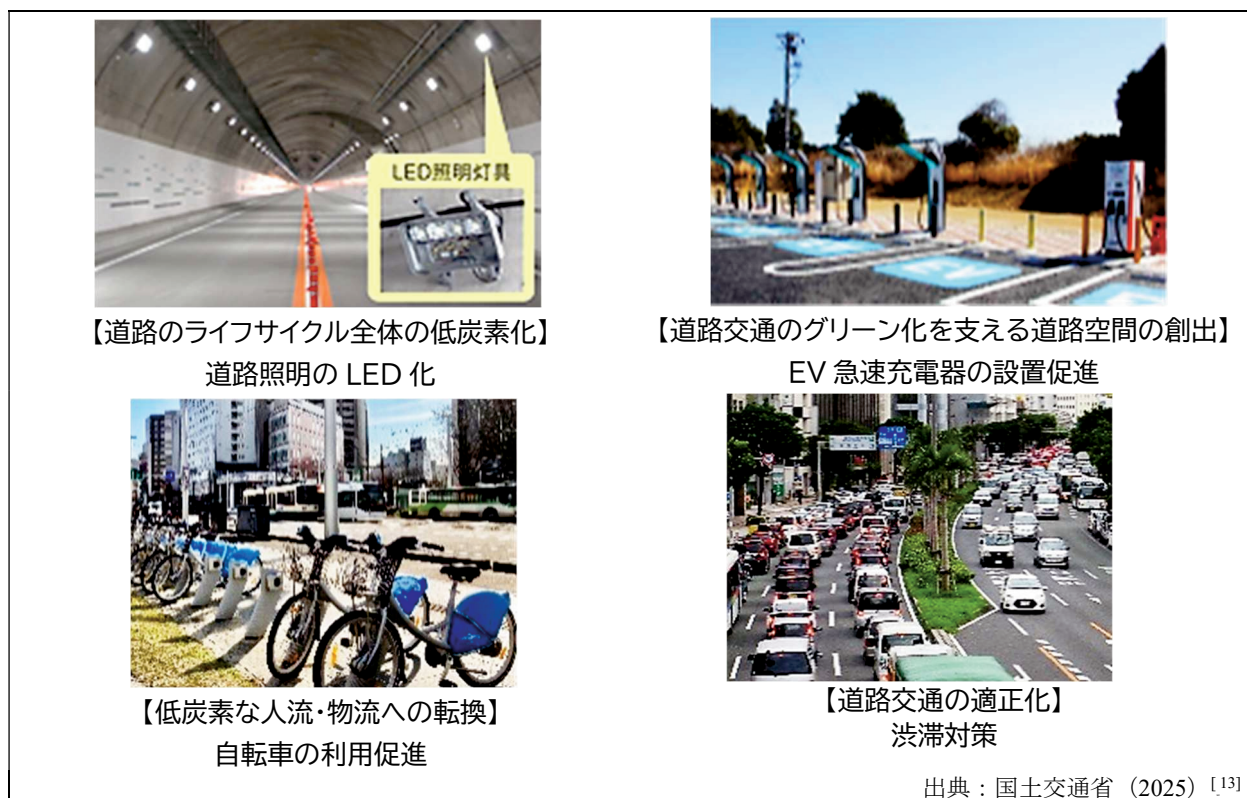 LED照明灯具
【道路のライフサイクル全体の低炭素化】
道路照明の LED 化
EV
【道路交通のグリーン化を支える道路空間の創出】
EV 急速充電器の設置促進
【低炭素な人流・物流への転換】
自転車の利用促進
【道路交通の適正化】
渋滞対策
出典：国土交通省（2025）[13]